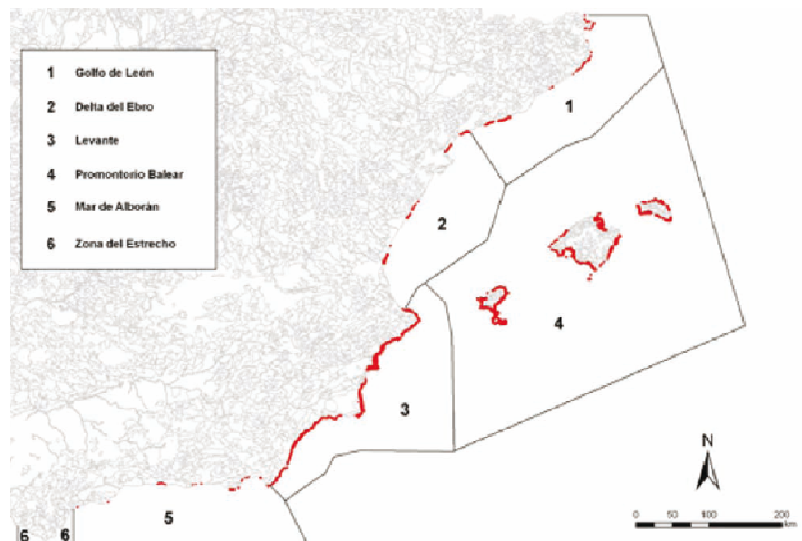 1 Golfo de León
2 Delta del Ebro
3 Levante
4 Promontorio Balear
5 Mar de Alborán
6 Zona del Estrecho
1
2
4
3
5
6 6
N
0 50 100 200
km